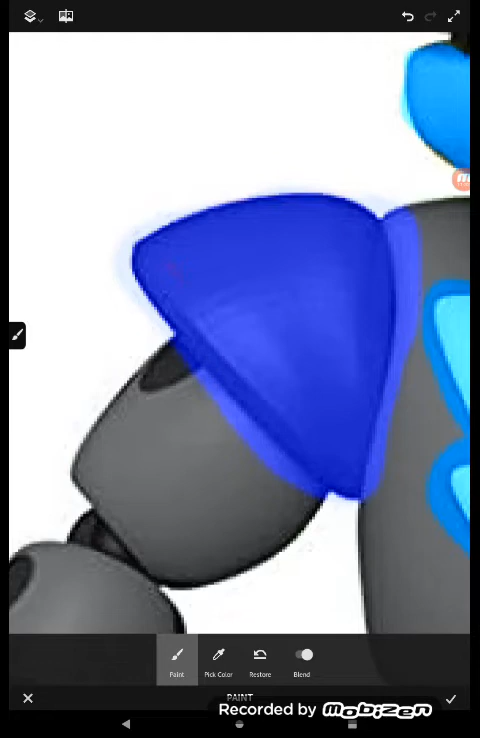 Paint
Pick Color
Restore
Blend
PAINT
Recorded by mobizen